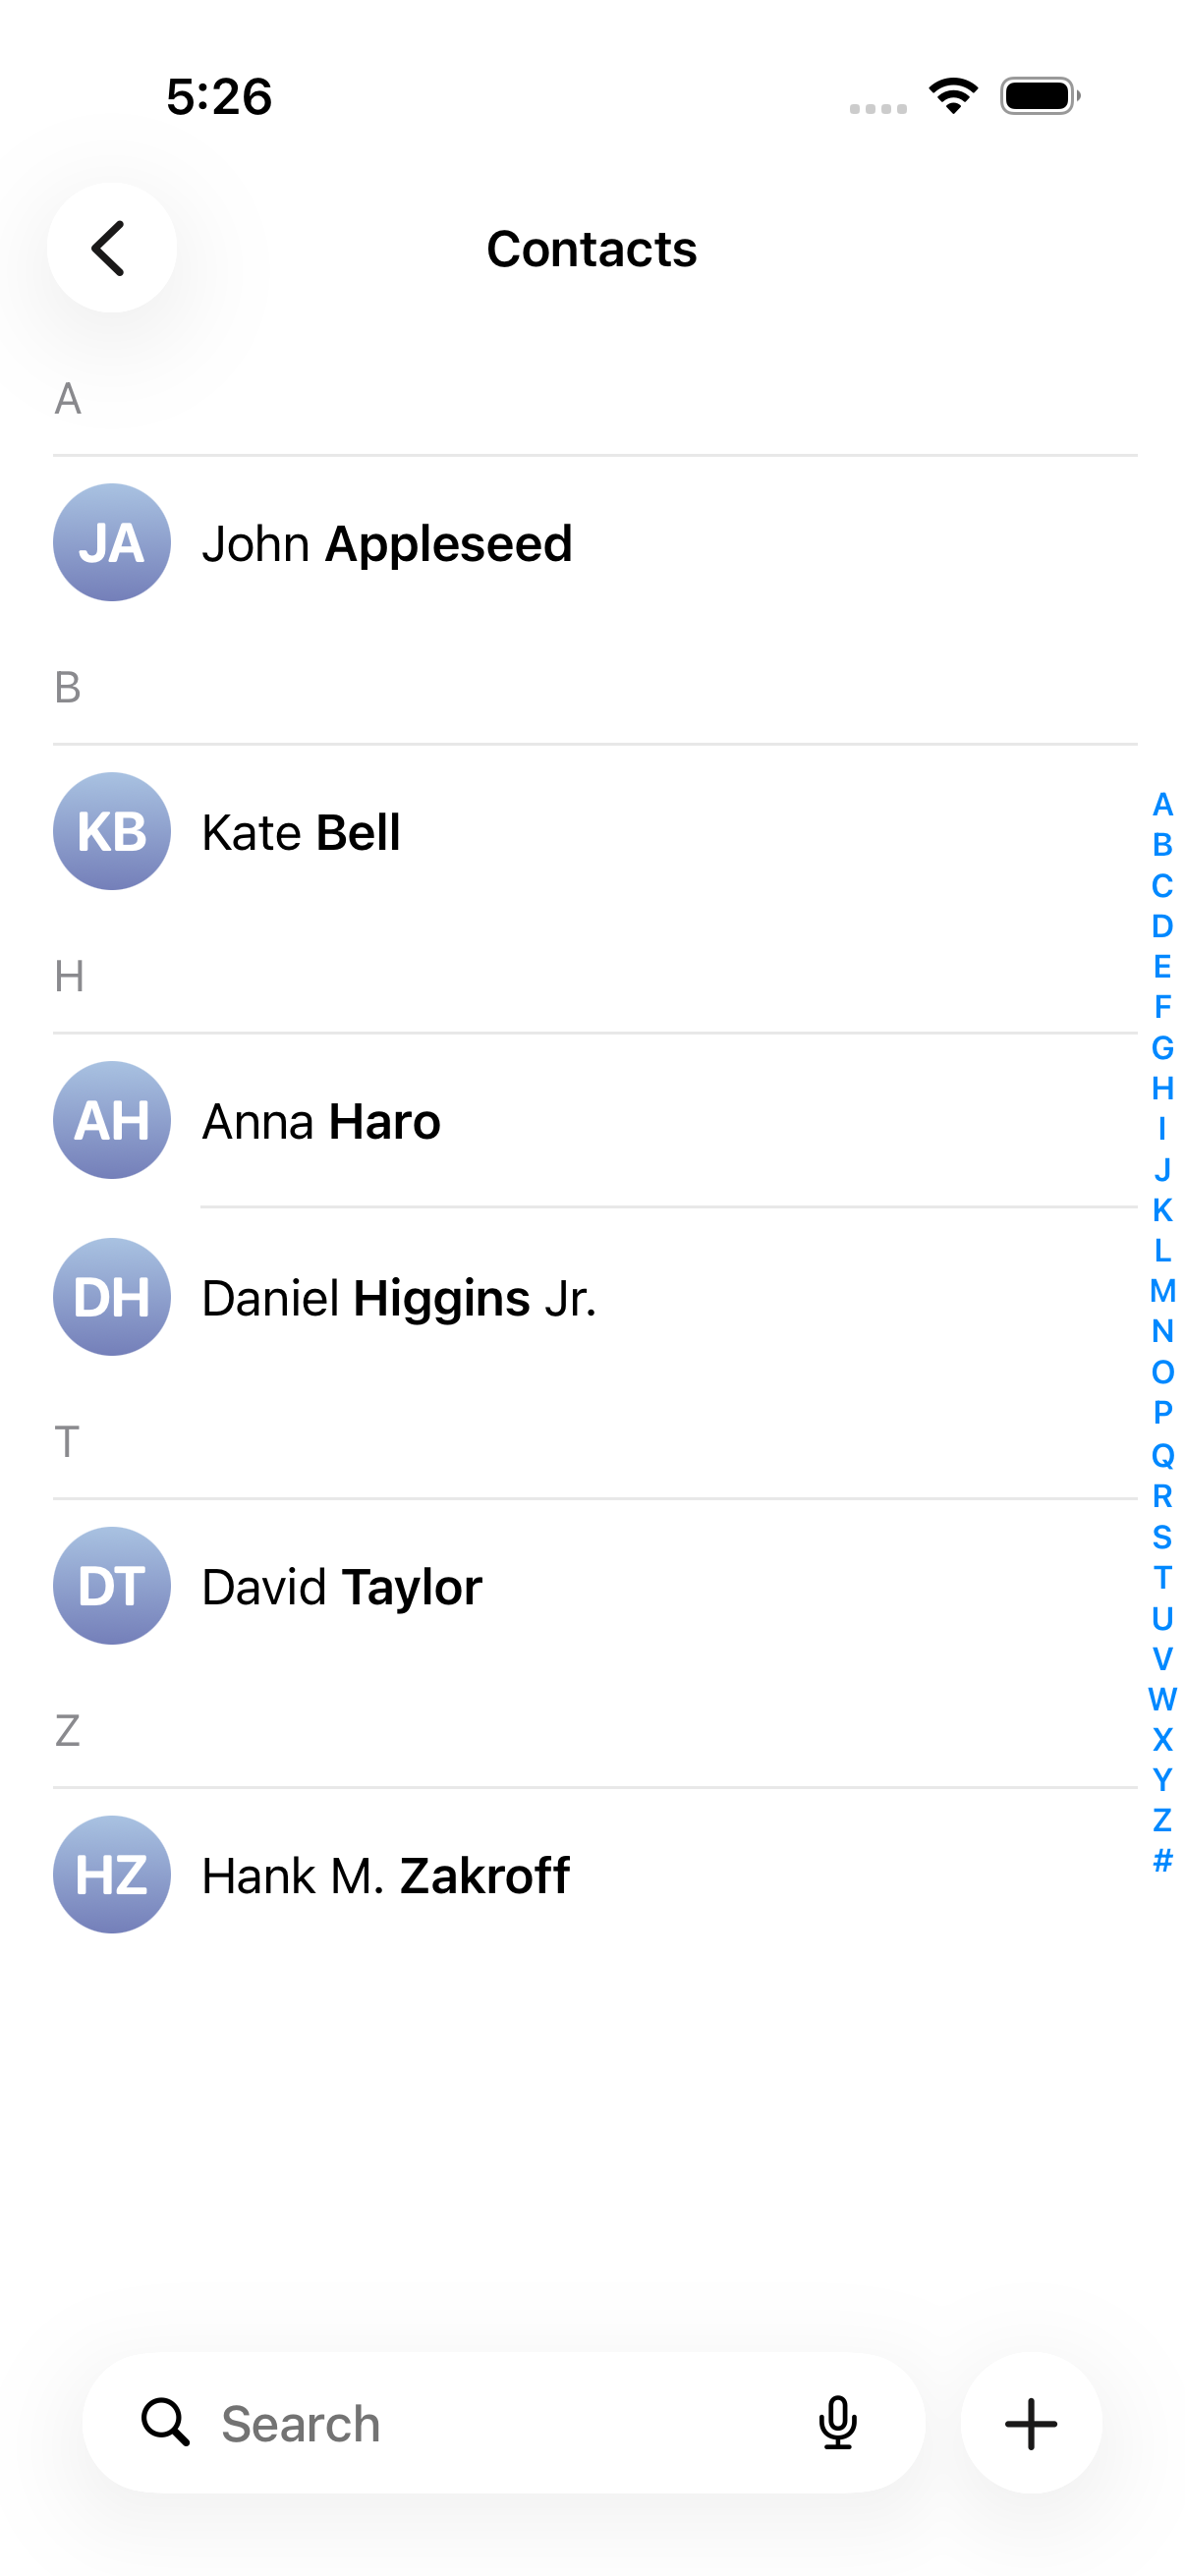 5:26
Contacts
A
JA John Appleseed
B
KB Kate Bell
H
AH Anna Haro
DH Daniel Higgins Jr.
T
DT David Taylor
Z
HZ Hank M. Zakroff
A
B
C
D
E
F
G
H
I
J
K
L
M
N
O
P
Q
R
S
T
U
V
W
X
Y
Z
#
Search